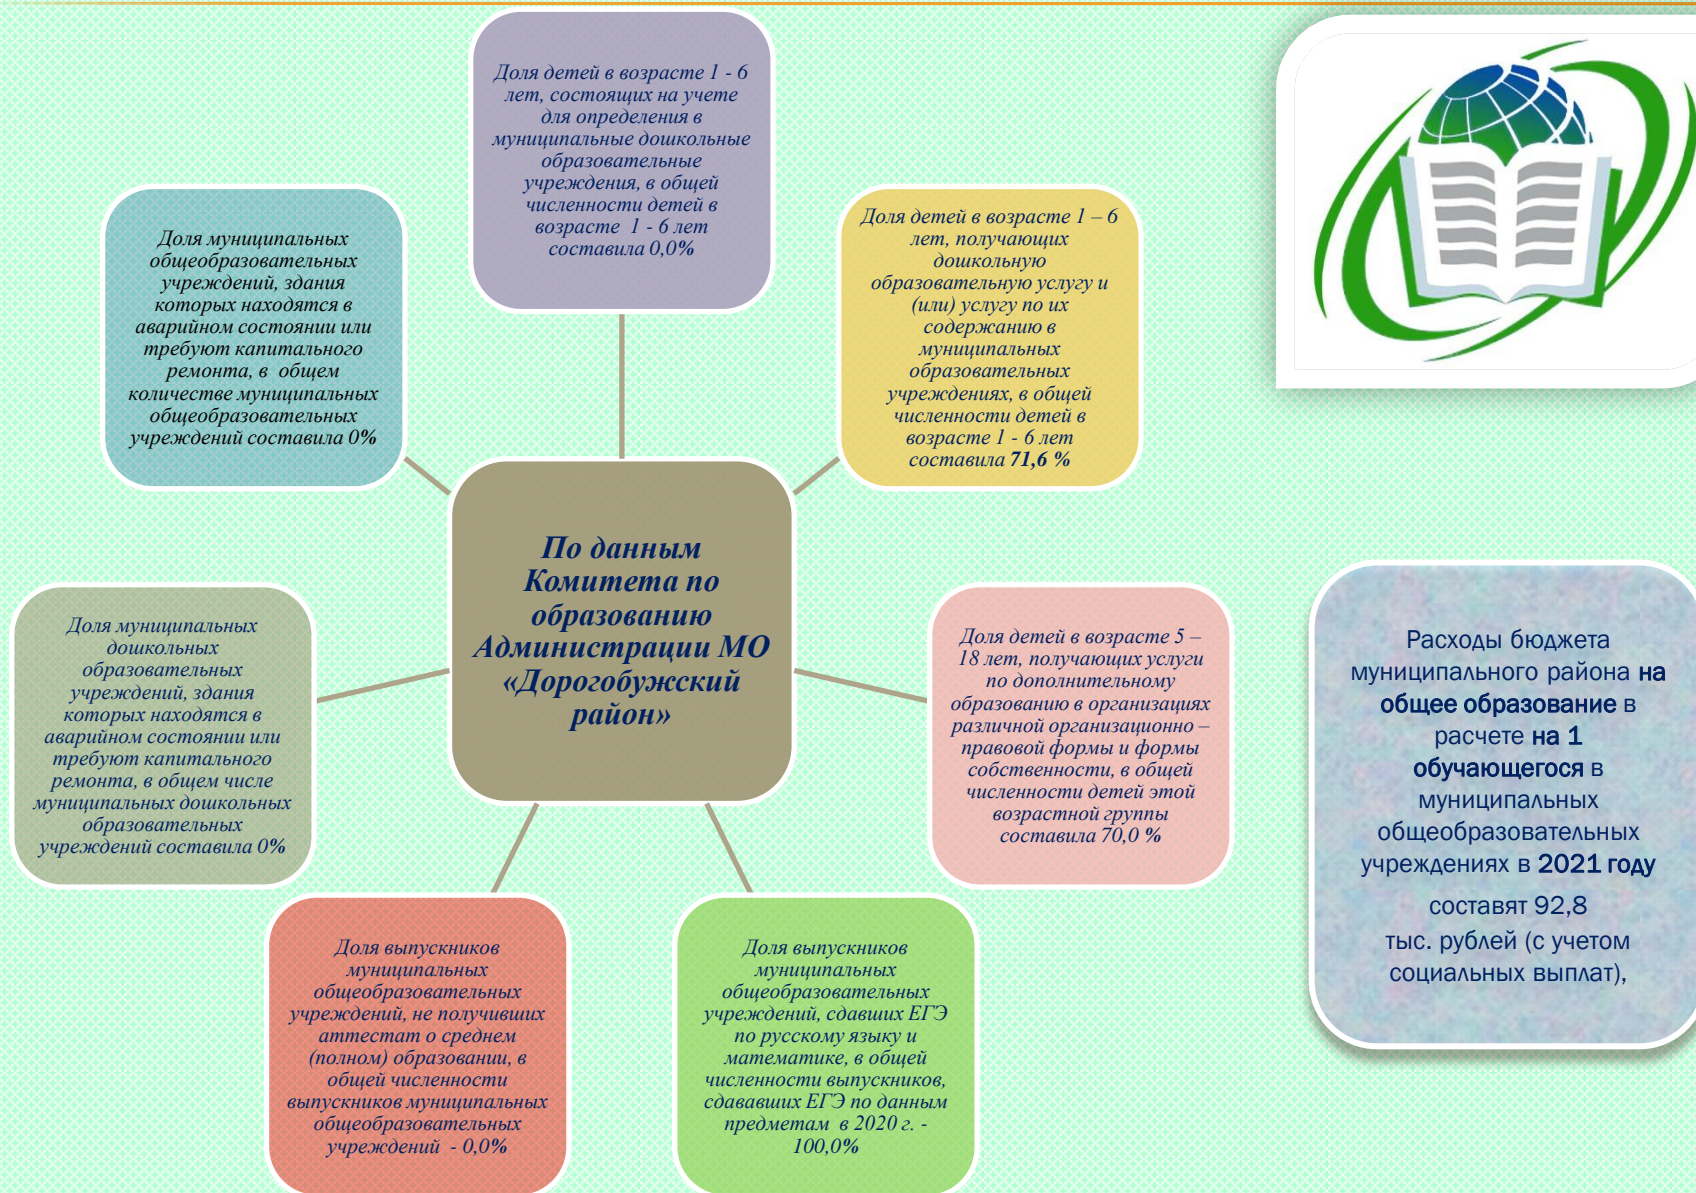 Доля детей в возрасте 1 - 6
лет, состоящих на учете
для определения в
муниципальные дошкольные
образовательные
учреждения, в общей
численности детей в
возрасте 1 - 6 лет
составила 0,0%
Доля детей в возрасте 1 – 6
лет, получающих
дошкольную
образовательную услугу и
(или) услугу по их
содержанию в
муниципальных
образовательных
учреждениях, в общей
численности детей в
возрасте 1 - 6 лет
составила 71,6 %
Доля муниципальных
общеобразовательных
учреждений, здания
которых находятся в
аварийном состоянии или
требуют капитального
ремонта, в общем
количестве муниципальных
общеобразовательных
учреждений составила 0%
По данным
Комитета по
образованию
Администрации МО
«Дорогобужский
район»
Доля муниципальных
дошкольных
образовательных
учреждений, здания
которых находятся в
аварийном состоянии или
требуют капитального
ремонта, в общем числе
муниципальных дошкольных
образовательных
учреждений составила 0%
Доля детей в возрасте 5 –
18 лет, получающих услуги
по дополнительному
образованию в организациях
различной организационно –
правовой формы и формы
собственности, в общей
численности детей этой
возрастной группы
составила 70,0 %
Расходы бюджета
муниципального района на
общее образование в
расчете на 1
обучающегося в
муниципальных
общеобразовательных
учреждениях в 2021 году
составят 92,8
тыс. рублей (с учетом
социальных выплат),
Доля выпускников
муниципальных
общеобразовательных
учреждений, не получивших
аттестат о среднем
(полном) образовании, в
общей численности
выпускников муниципальных
общеобразовательных
учреждений - 0,0%
Доля выпускников
муниципальных
общеобразовательных
учреждений, сдавших ЕГЭ
по русскому языку и
математике, в общей
численности выпускников,
сдававших ЕГЭ по данным
предметам в 2020 г. -
100,0%